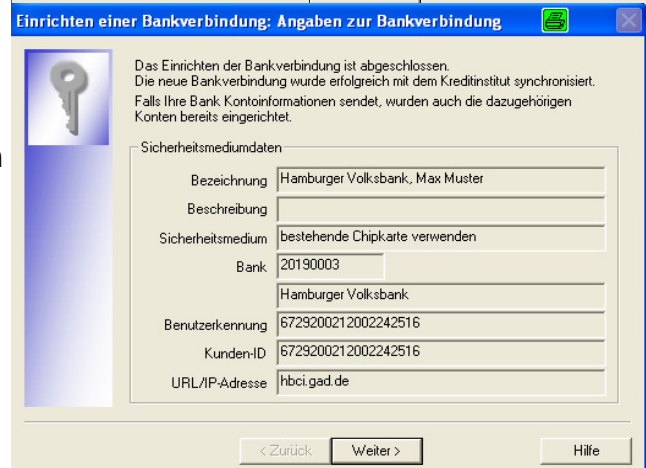 Einrichten einer Bankverbindung: Angaben zur Bankverbindung
Das Einrichten der Bankverbindung ist abgeschlossen.
Die neue Bankverbindung wurde erfolgreich mit dem Kreditinstitut synchronisiert.
Falls Ihre Bank Kontoinformationen sendet, wurden auch die dazugehörigen
Konten bereits eingerichtet.
Sicherheitsmediumdaten
Bezeichnung Hamburger Volksbank, Max Muster
Beschreibung
Sicherheitsmedium bestehende Chipkarte verwenden
Bank 20190003
Hamburger Volksbank
Benutzerkennung 6729200212002242516
Kunden-ID 6729200212002242516
URL/IP-Adresse hbci.gad.de
< Zurück Weiter > Hilfe